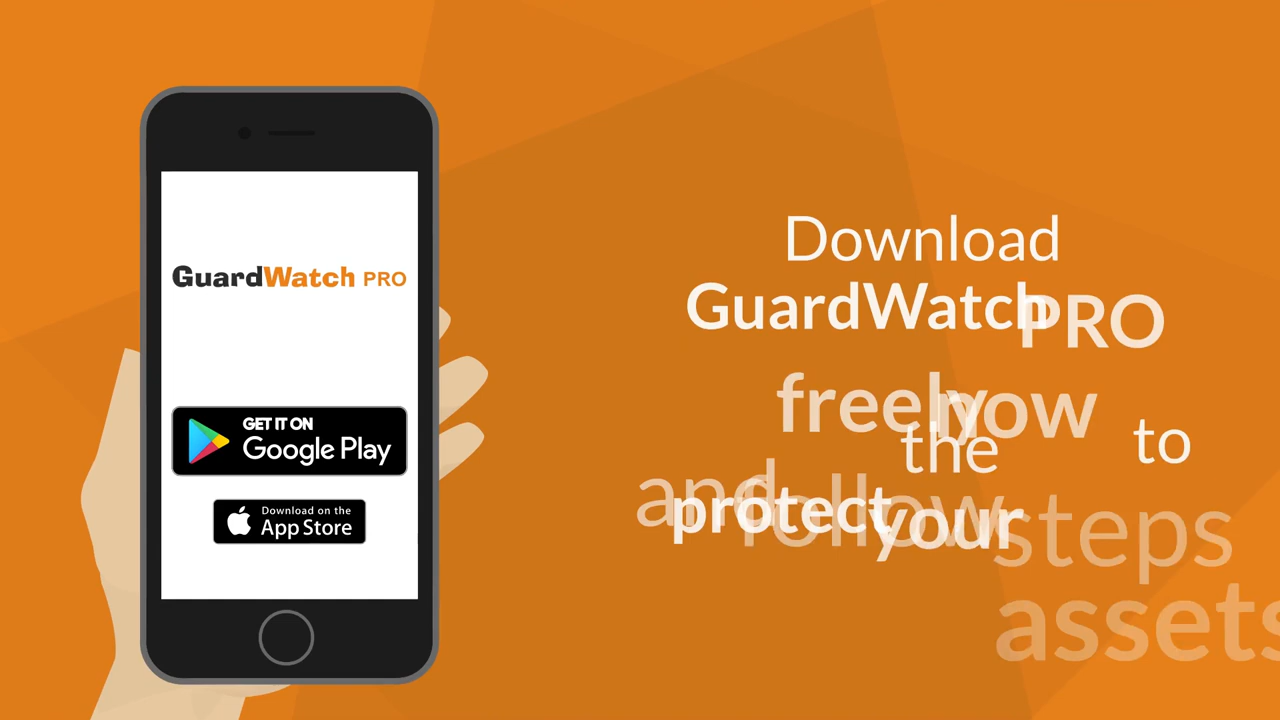 GuardWatch PRO
GET IT ON
Google Play
Download on the
App Store
Download
GuardWatch PRO
freely now
the to
and follow steps
protect your
assets